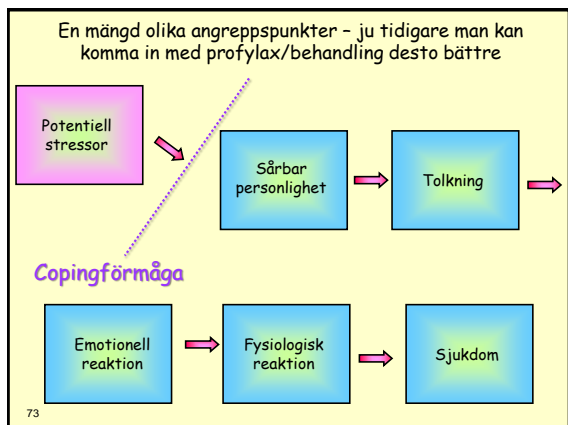 En mängd olika angreppspunkter – ju tidigare man kan
komma in med profylax/behandling desto bättre
Potentiell
stressor
Sårbar
personlighet
Tolkning
Copingförmåga
Emotionell
reaktion
Fysiologisk
reaktion
Sjukdom
73